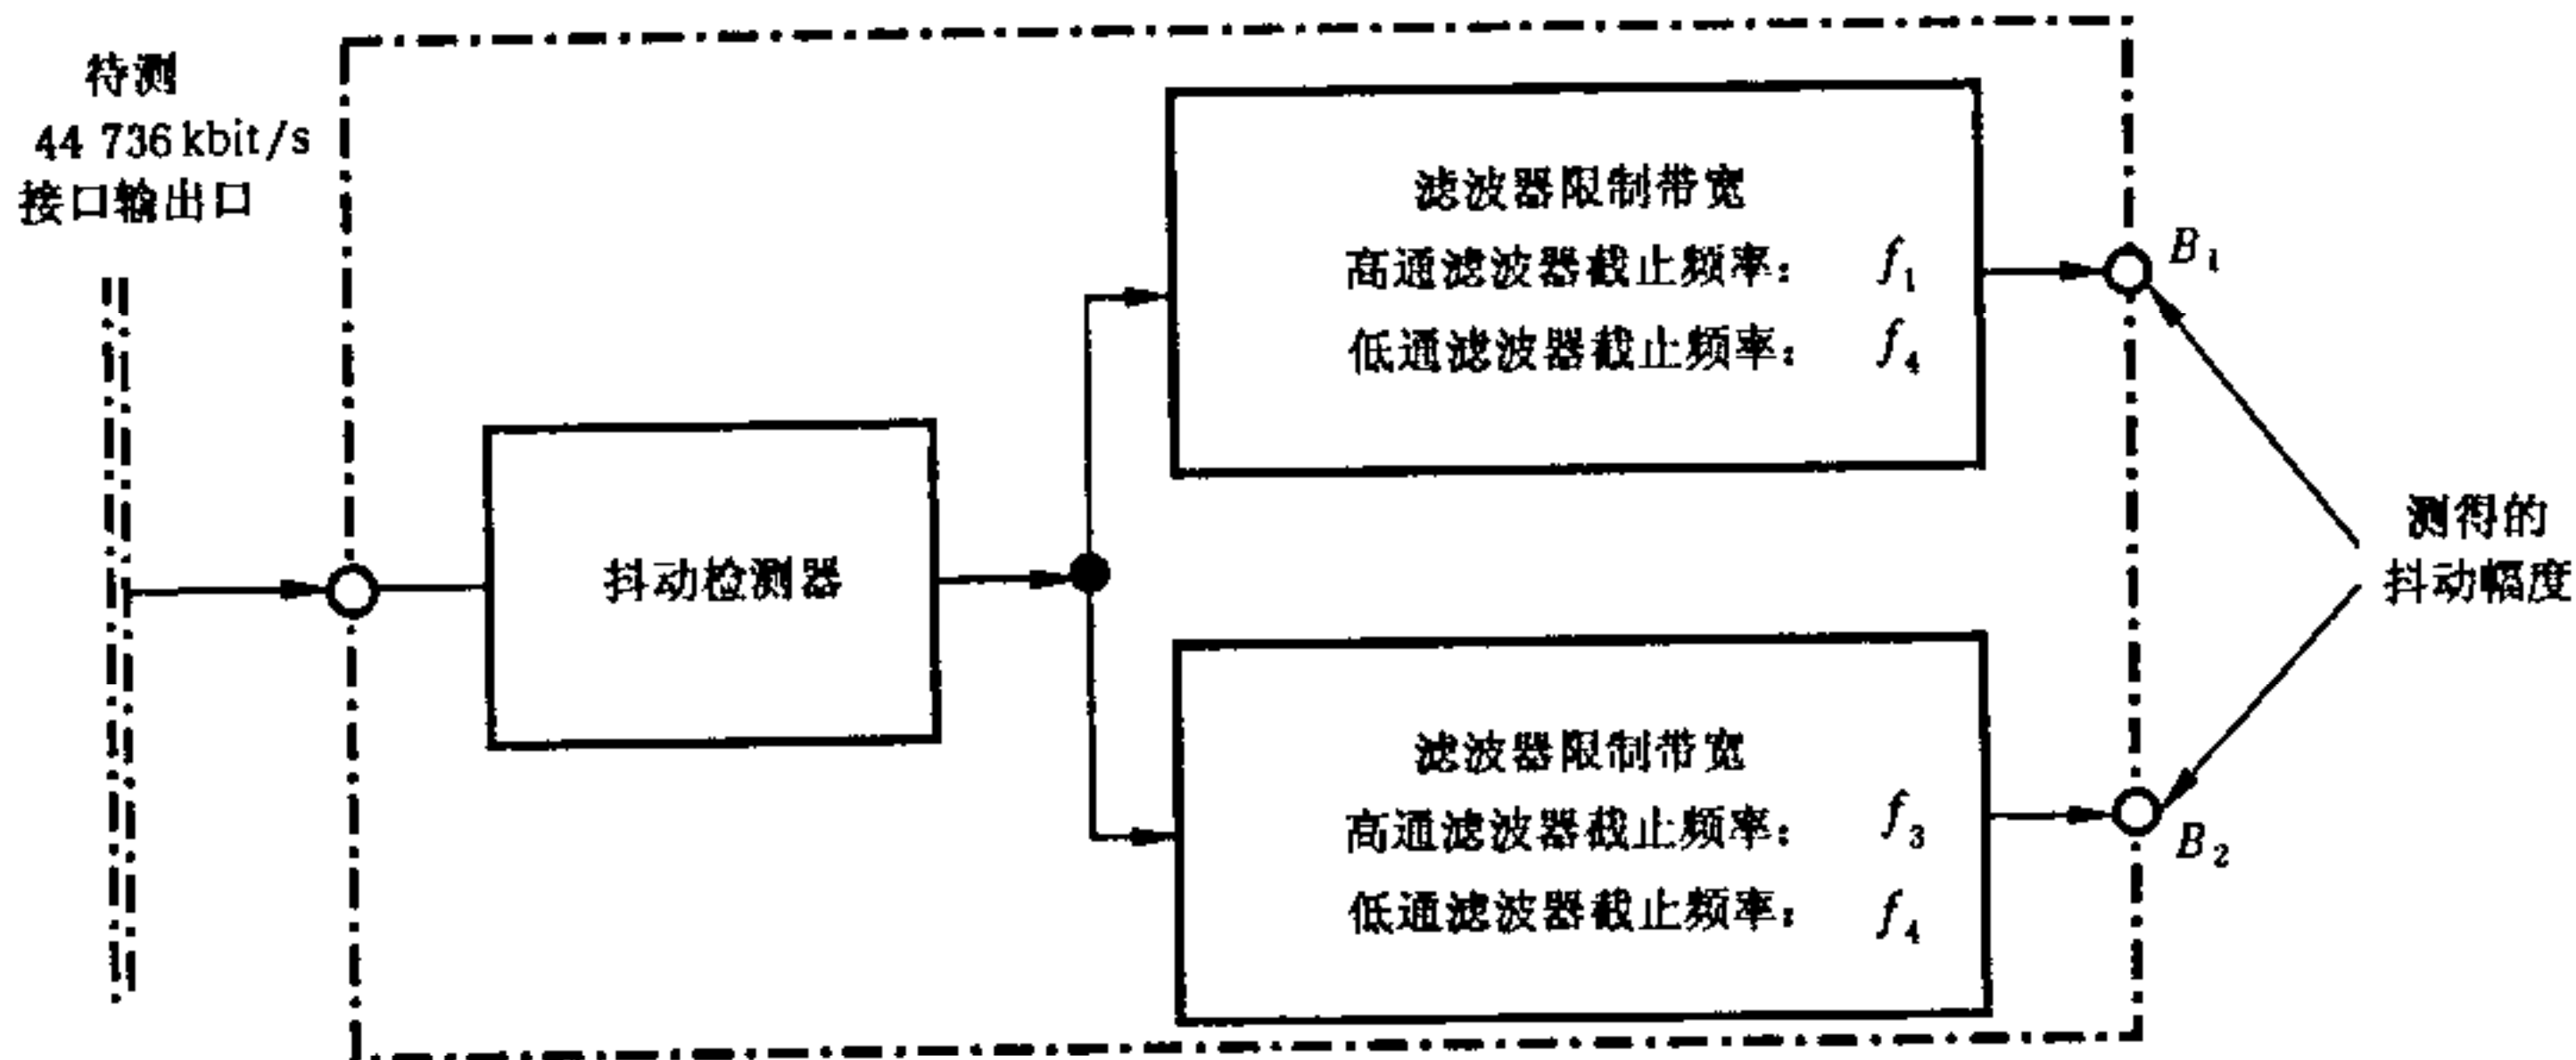 待测
44 736 kbit/s
接口输出口
抖动检测器
滤波器限制带宽
高通滤波器截止频率: f₁
低通滤波器截止频率: f₄
B₁
滤波器限制带宽
高通滤波器截止频率: f₃
低通滤波器截止频率: f₄
B₂
测得的
抖动幅度